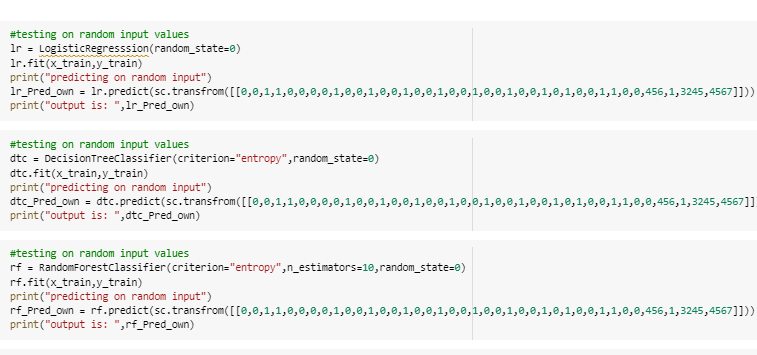 #testing on random input values
lr = LogisticRegresssion(random_state=0)
lr.fit(x_train,y_train)
print("predicting on random input")
lr_Pred_own = lr.predict(sc.transfrom([[0,0,1,1,0,0,0,0,1,0,0,1,0,0,1,0,0,1,0,0,1,0,0,1,0,0,1,0,1,0,0,1,1,0,0,456,1,3245,4567]]))
print("output is: ",lr_Pred_own)
#testing on random input values
dtc = DecisionTreeClassifier(criterion="entropy",random_state=0)
dtc.fit(x_train,y_train)
print("predicting on random input")
dtc_Pred_own = dtc.predict(sc.transfrom([[0,0,1,1,0,0,0,0,1,0,0,1,0,0,1,0,0,1,0,0,1,0,0,1,0,0,1,0,1,0,0,1,1,0,0,456,1,3245,4567]]
print("output is: ",dtc_Pred_own)
#testing on random input values
rf = RandomForestClassifier(criterion="entropy",n_estimators=10,random_state=0)
rf.fit(x_train,y_train)
print("predicting on random input")
rf_Pred_own = rf.predict(sc.transfrom([[0,0,1,1,0,0,0,0,1,0,0,1,0,0,1,0,0,1,0,0,1,0,0,1,0,0,1,0,1,0,0,1,1,0,0,456,1,3245,4567]]))
print("output is: ",rf_Pred_own)